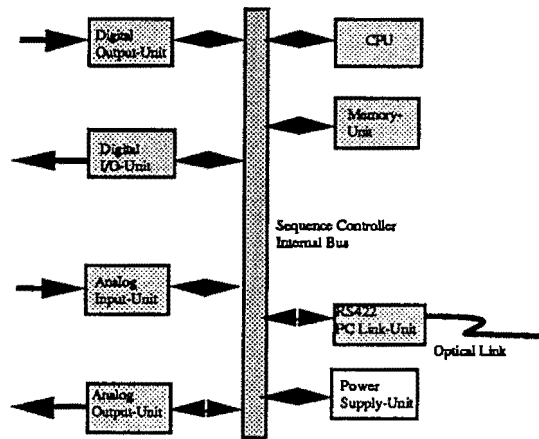 Digital
Output-Unit
CPU
Memory-
Unit
Digital
I/O-Unit
Sequence Controller
Internal Bus
Analog
Input-Unit
RS422
PC Link-Unit
Optical Link
Analog
Output-Unit
Power
Supply-Unit